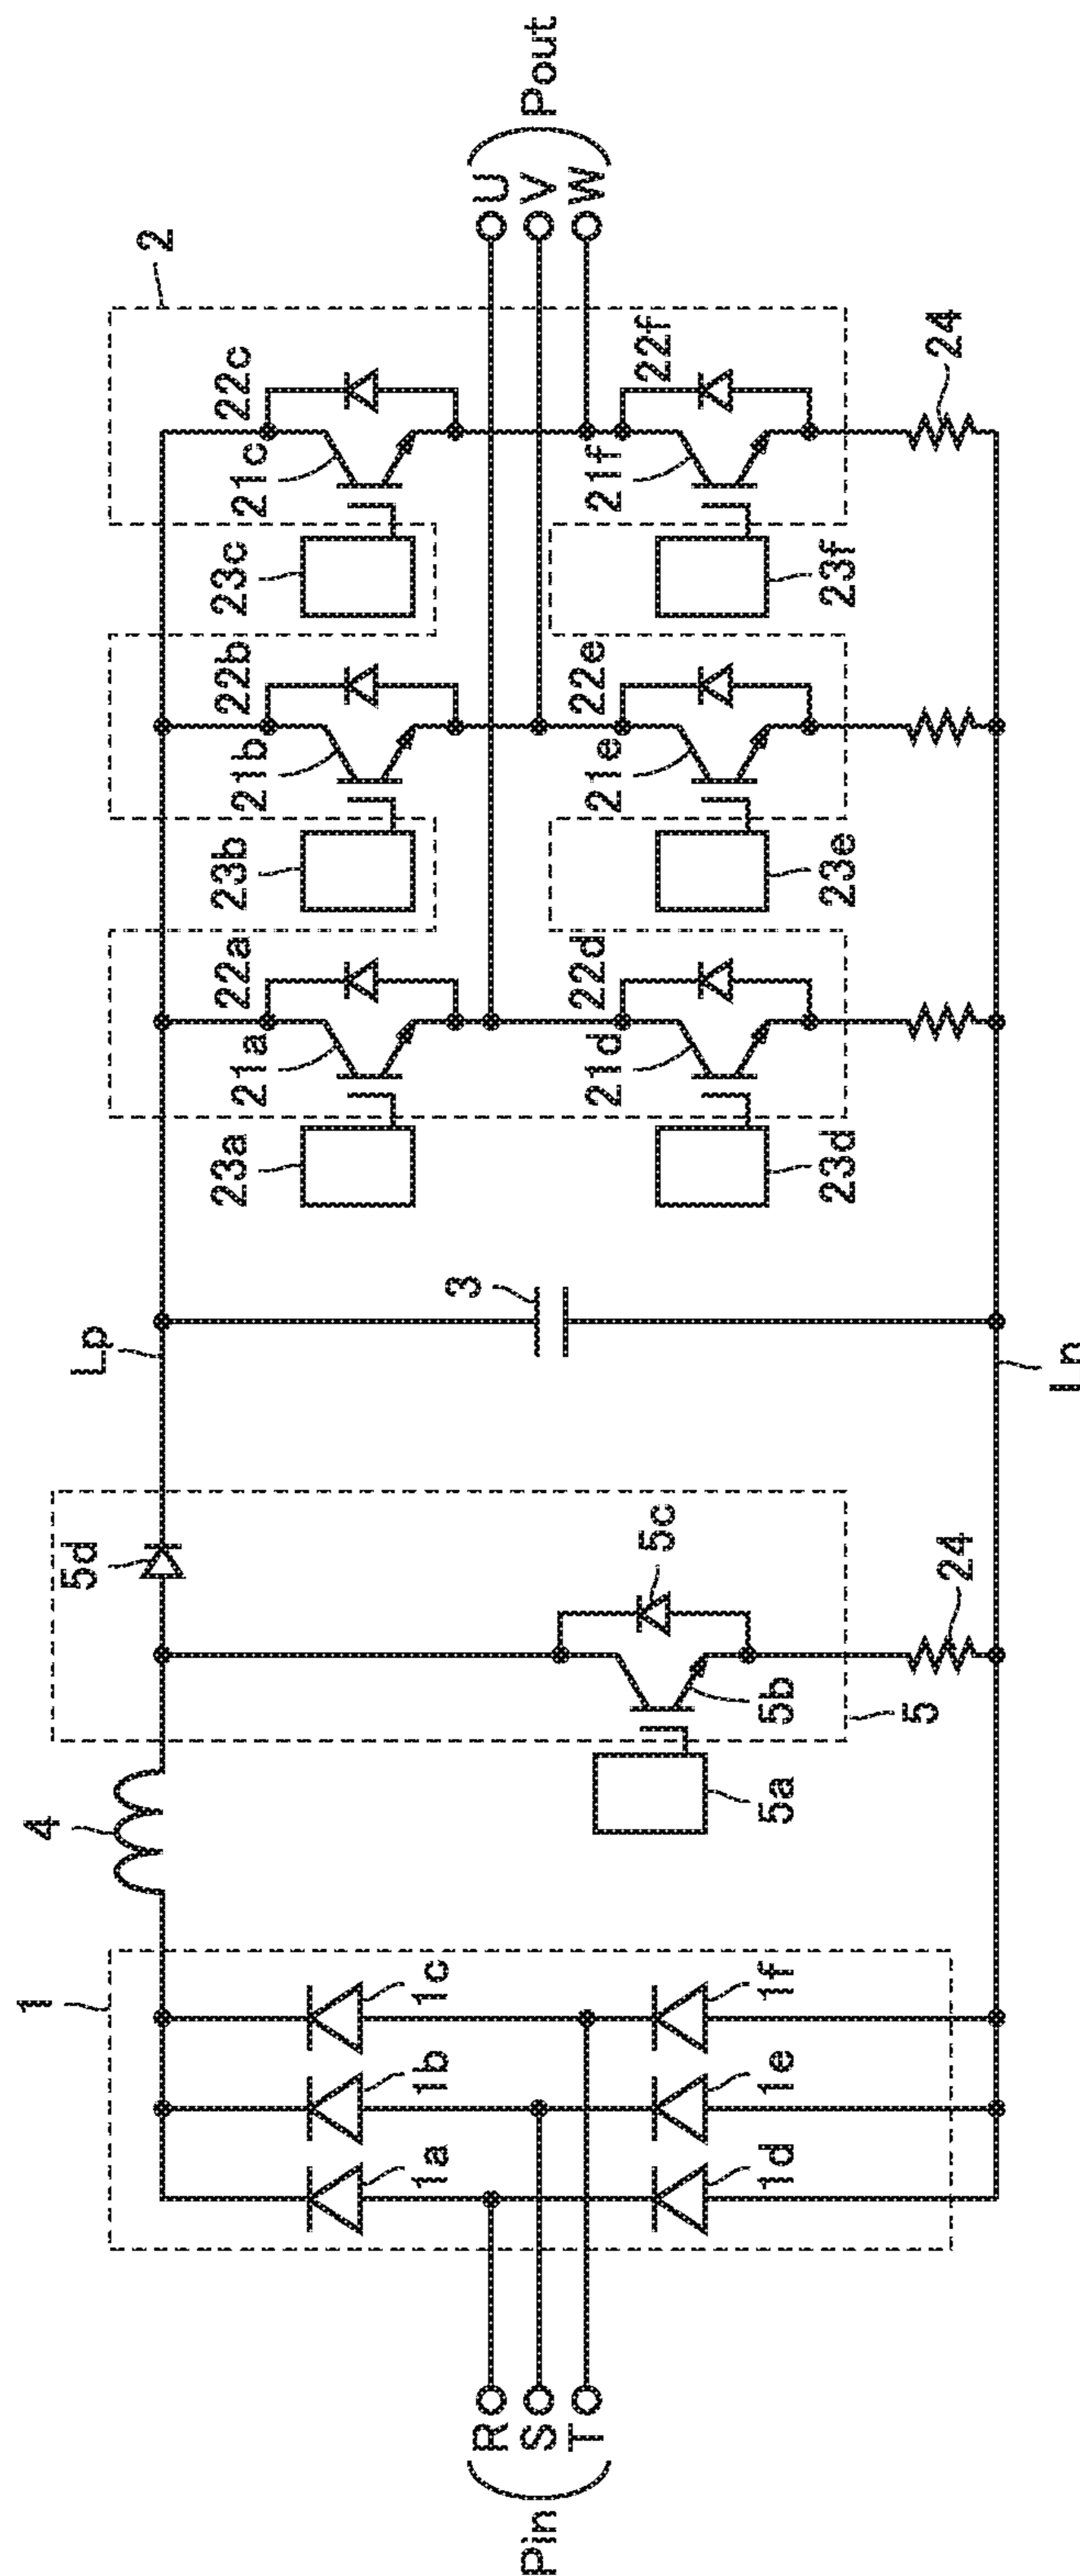 Pin
R
S
T
1
1a
1b
1c
1d
1e
1f
4
5a
5b
5c
5d
5
24
Lp
3
Ln
23a
21a
22a
23b
21b
22b
23c
21c
22c
2
23d
21d
22d
23e
21e
22e
23f
21f
22f
24
U
V
W
Pout